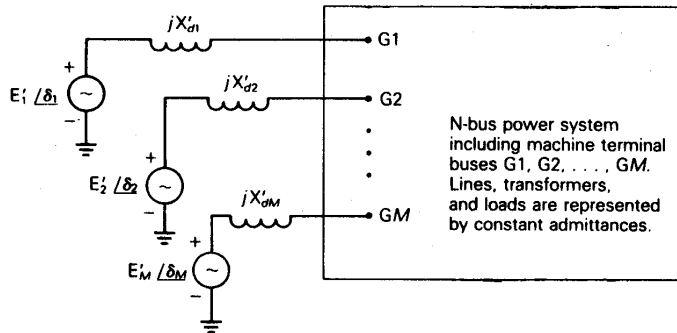 jX'd1
G1
+
E'1 /δ1
~
−
jX'd2
G2
+
E'2 /δ2
~
−
jX'dM
GM
+
E'M /δM
~
−
N-bus power system
including machine terminal
buses G1, G2, . . . , GM.
Lines, transformers,
and loads are represented
by constant admittances.